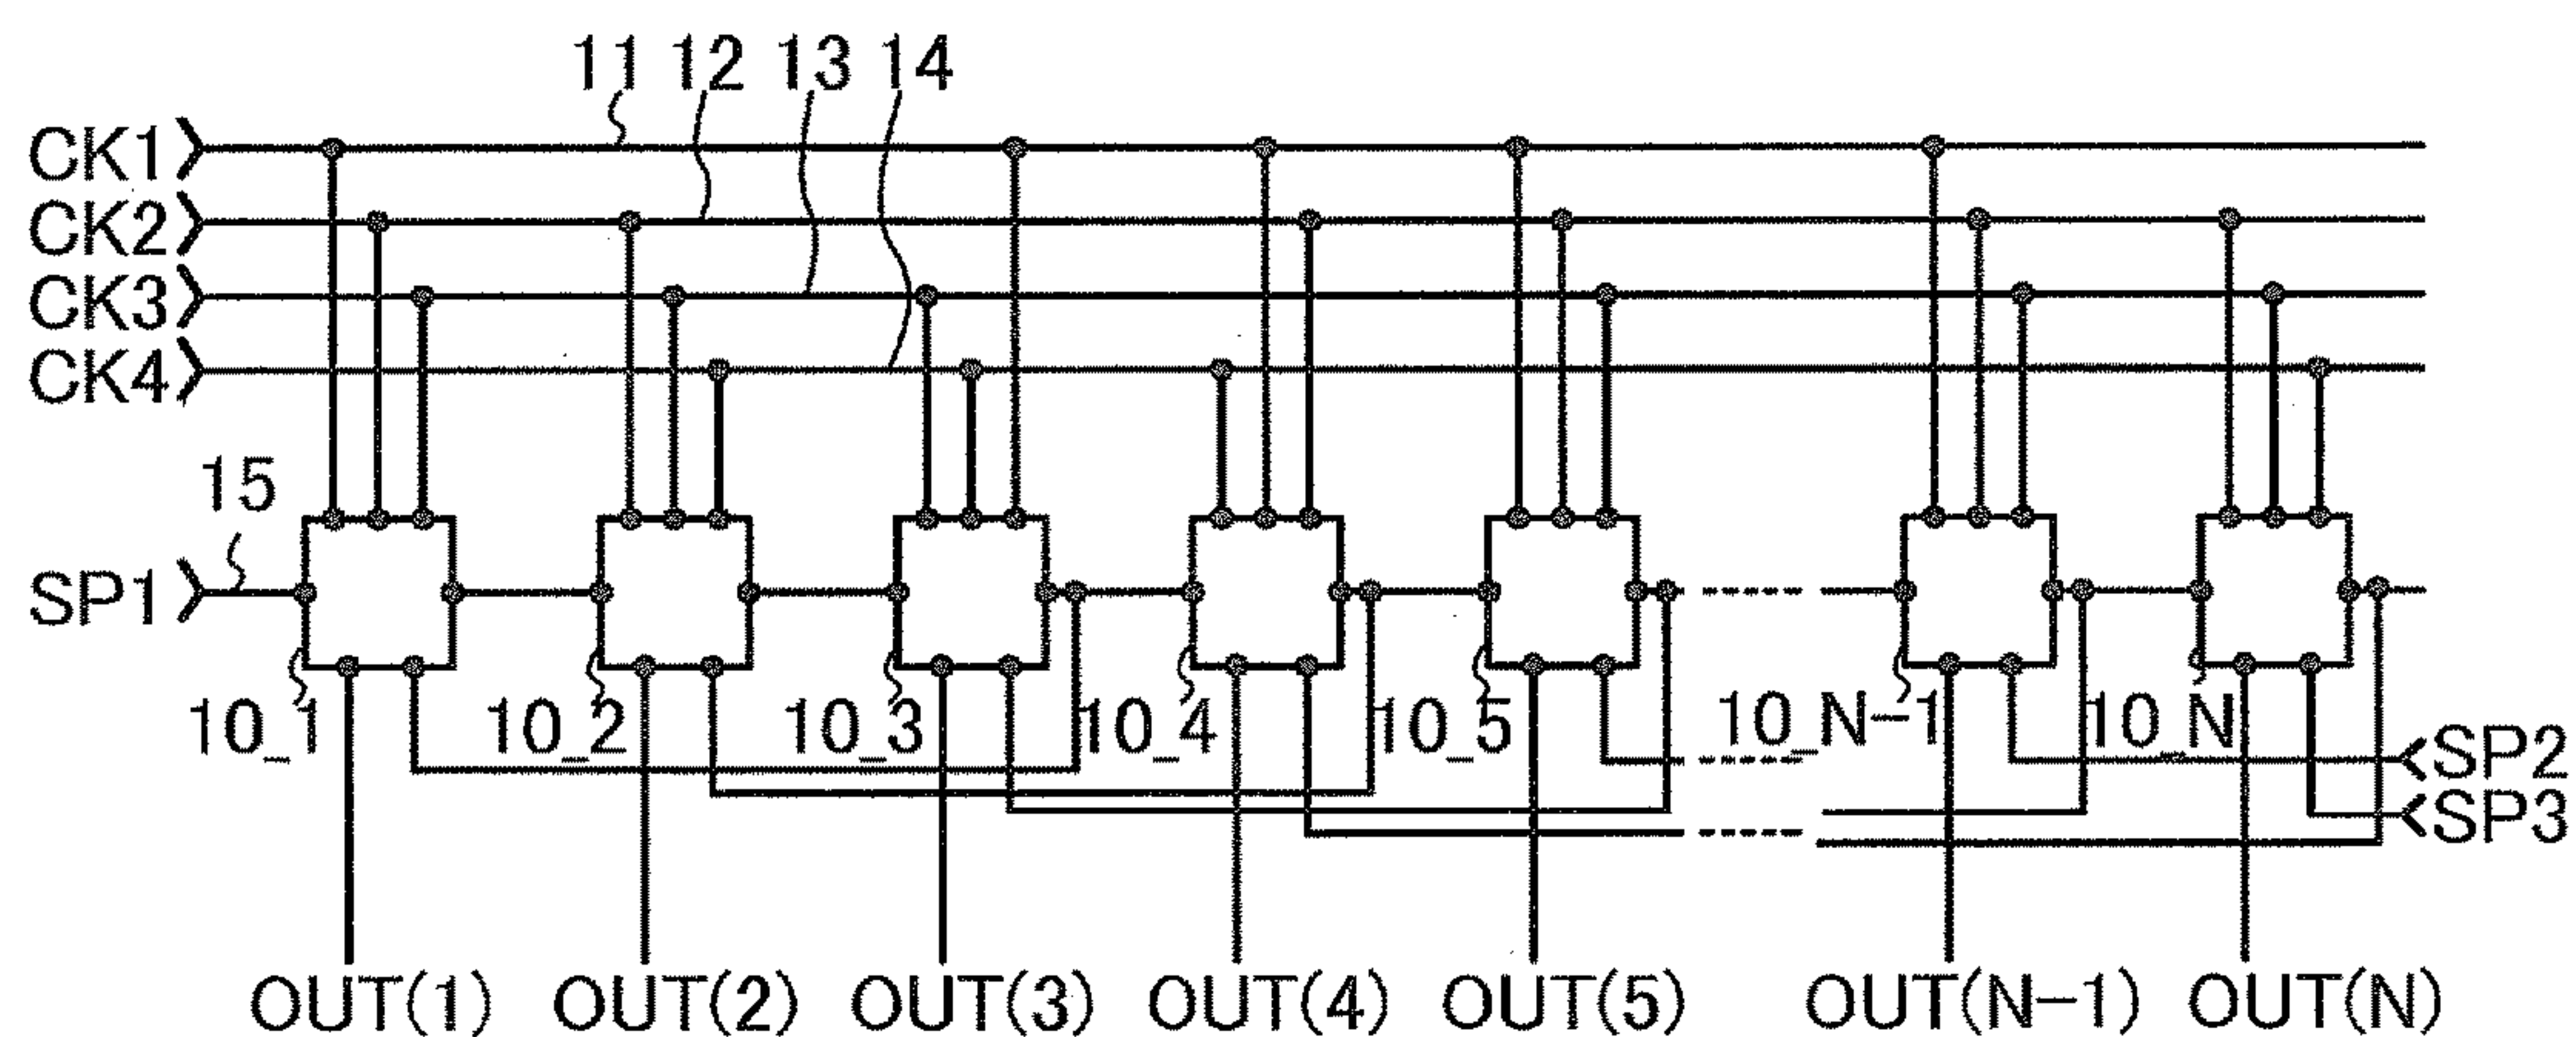 11 12 13 14
CK1
CK2
CK3
CK4
15
SP1
10_1 10_2 10_3 10_4 10_5 10_N-1 10_N
SP2
SP3
OUT(1) OUT(2) OUT(3) OUT(4) OUT(5) OUT(N-1) OUT(N)